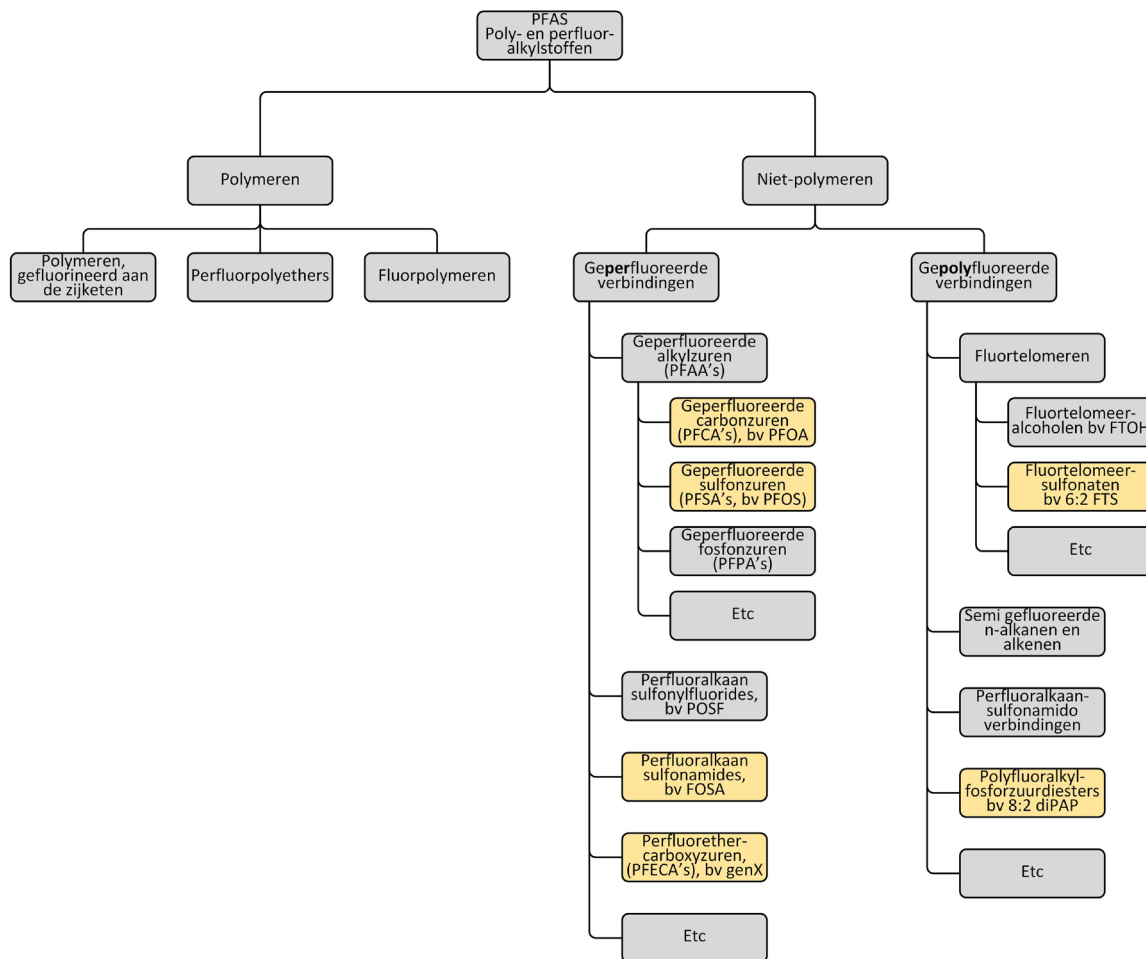 PFAS
Poly- en perfluor-
alkylstoffen
Polymeren
Niet-polymeren
Polymeren,
gefluorineerd aan
de zijketen
Perfluorpolyethers
Fluorpolymeren
Geperfluoreerde
verbindingen
Gepolyfluoreerde
verbindingen
Geperfluoreerde
alkylzuren
(PFAA's)
Geperfluoreerde
carbonzuren
(PFCA's), bv PFOA
Geperfluoreerde
sulfonzuren
(PFSA's, bv PFOS)
Geperfluoreerde
fosfonzuren
(PFPA's)
Etc
Perfluoralkaan
sulfonylfluorides,
bv POSF
Perfluoralkaan
sulfonamides,
bv FOSA
Perfluorether-
carboxyzuren,
(PFECA's), bv genX
Etc
Fluortelomeren
Fluortelomeer-
alcoholen bv FTOH
Fluortelomeer-
sulfonaten
bv 6:2 FTS
Etc
Semi gefluoreerde
n-alkanen en
alkenen
Perfluoralkaan-
sulfonamido
verbindingen
Polyfluoralkyl-
fosforzuurdiesters
bv 8:2 diPAP
Etc